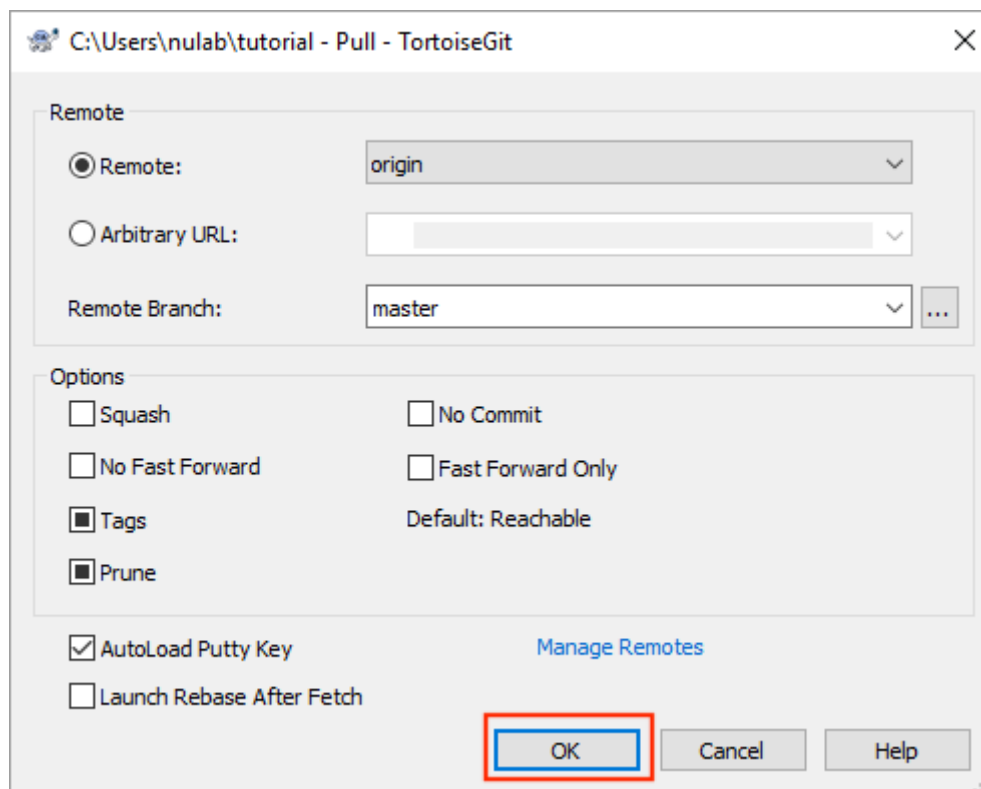 C:\Users\nulab\tutorial - Pull - TortoiseGit
Remote
Remote: origin
Arbitrary URL:
Remote Branch: master ...
Options
Squash No Commit
No Fast Forward Fast Forward Only
Tags Default: Reachable
Prune
AutoLoad Putty Key Manage Remotes
Launch Rebase After Fetch
OK Cancel Help